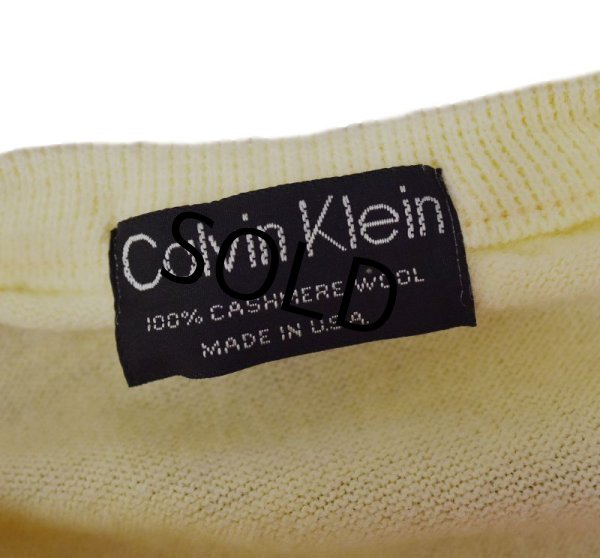 Calvin Klein
100% CASHMERE WOOL
MADE IN U.S.A.
SOLD